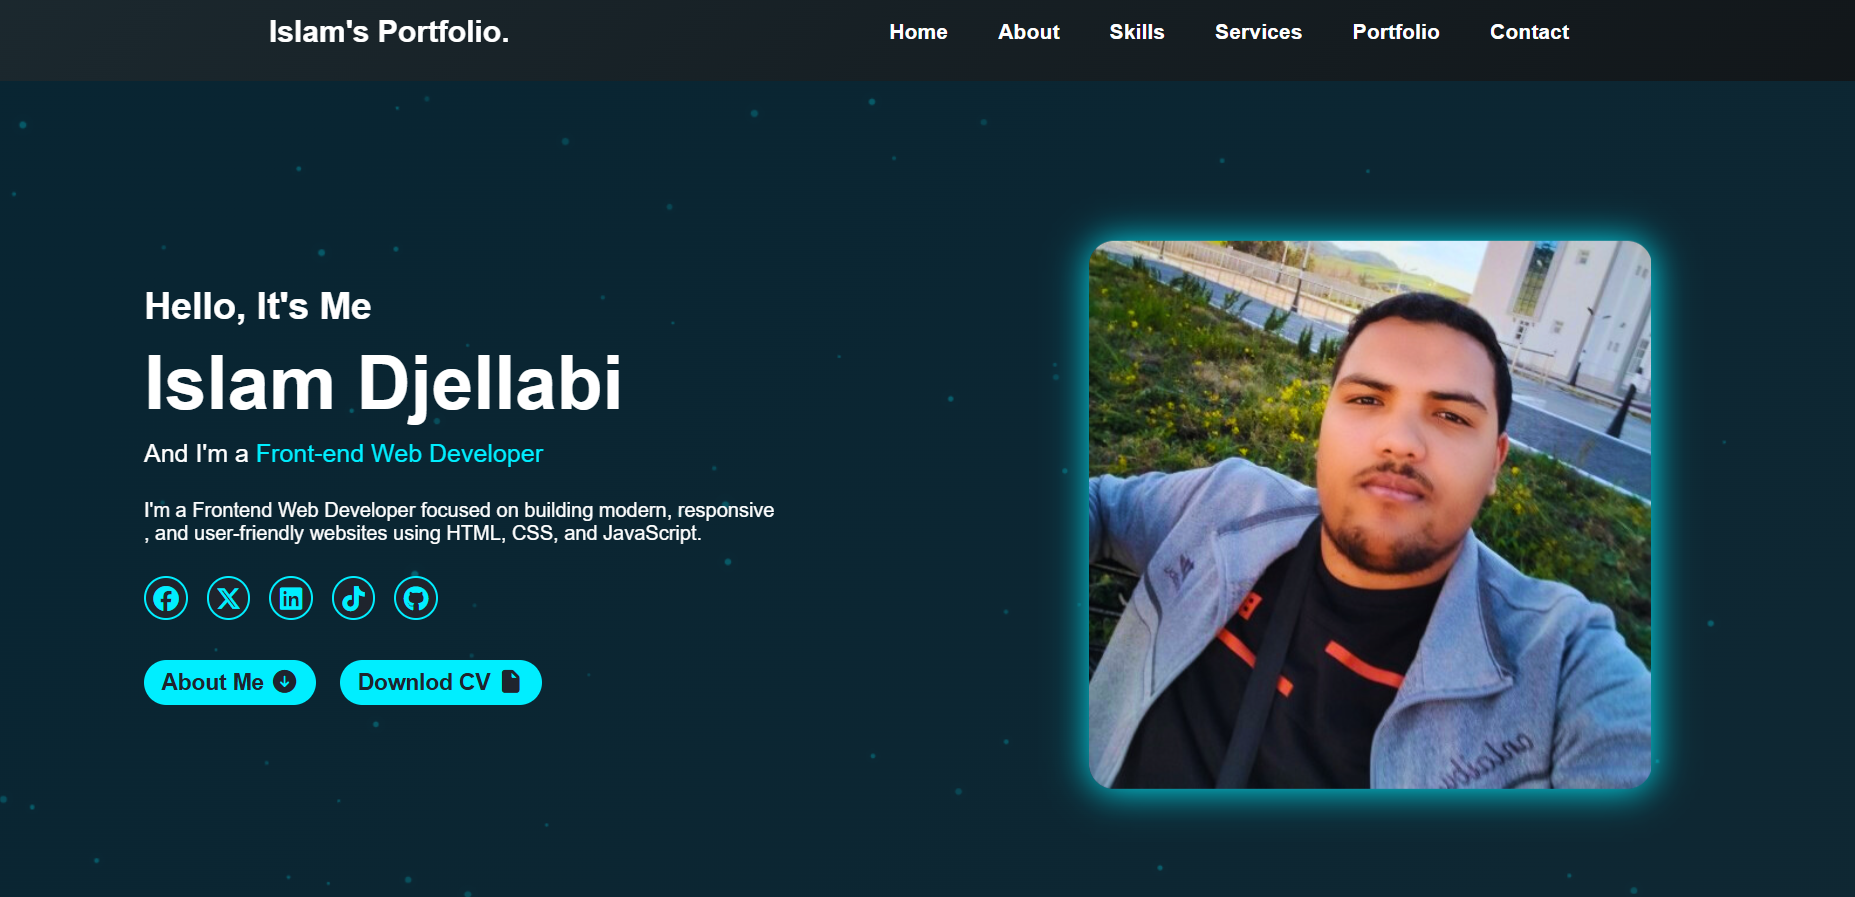 Islam's Portfolio.
Home About Skills Services Portfolio Contact
Hello, It's Me
Islam Djellabi
And I'm a Front-end Web Developer
I'm a Frontend Web Developer focused on building modern, responsive
, and user-friendly websites using HTML, CSS, and JavaScript.
About Me
Downlod CV